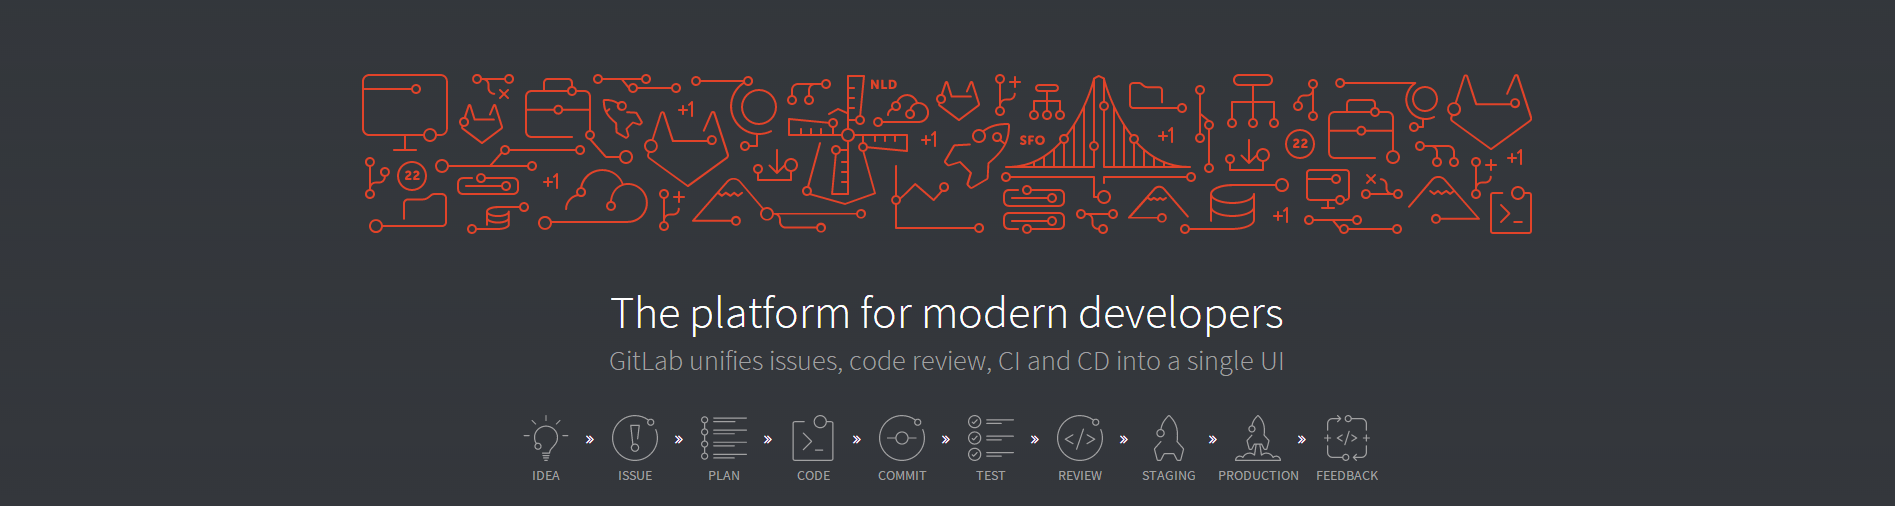 NLD
+1
+1
+1
SFO
+1
22
22
+1
+1
+1
The platform for modern developers
GitLab unifies issues, code review, CI and CD into a single UI
IDEA » ISSUE » PLAN » CODE » COMMIT » TEST » REVIEW » STAGING » PRODUCTION » FEEDBACK